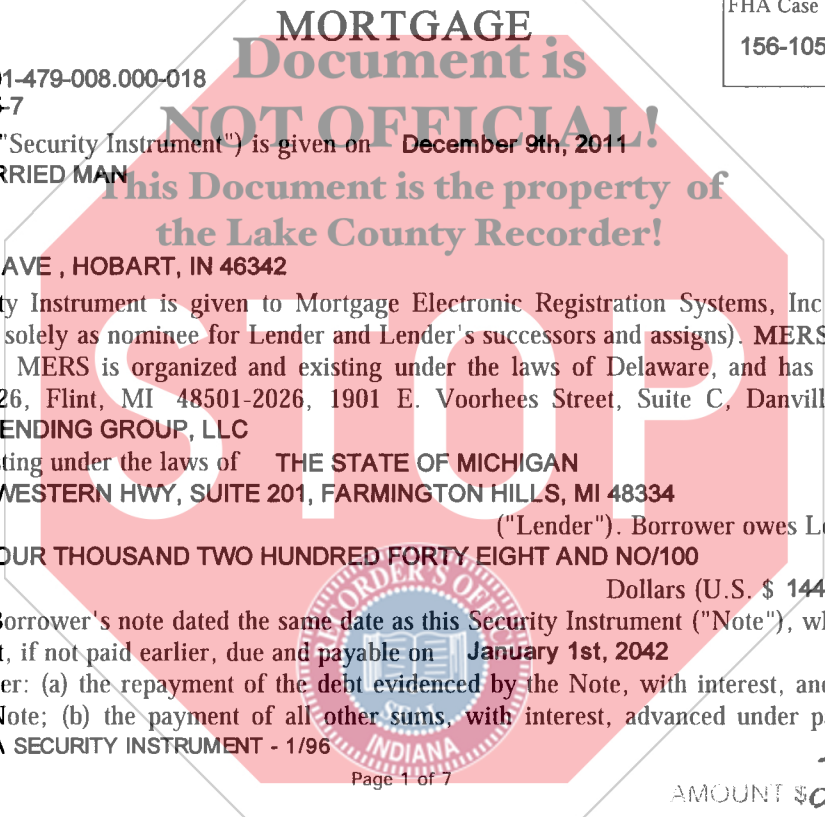 MORTGAGE
FHA Case
156-105
Document is
NOT OFFICIAL!
This Document is the property of
the Lake County Recorder!
1-479-008.000-018
-7
"Security Instrument") is given on December 9th, 2011
RRIED MAN
AVE , HOBART, IN 46342
ty Instrument is given to Mortgage Electronic Registration Systems, Inc
solely as nominee for Lender and Lender's successors and assigns). MERS
MERS is organized and existing under the laws of Delaware, and has
26, Flint, MI 48501-2026, 1901 E. Voorhees Street, Suite C, Danvill
ENDING GROUP, LLC
ting under the laws of THE STATE OF MICHIGAN
WESTERN HWY, SUITE 201, FARMINGTON HILLS, MI 48334
("Lender"). Borrower owes Le
OUR THOUSAND TWO HUNDRED FORTY EIGHT AND NO/100
Dollars (U.S. $ 144
Borrower's note dated the same date as this Security Instrument ("Note"), wh
t, if not paid earlier, due and payable on January 1st, 2042
er: (a) the repayment of the debt evidenced by the Note, with interest, and
Note; (b) the payment of all other sums, with interest, advanced under pa
A SECURITY INSTRUMENT - 1/96
Page 1 of 7
AMOUNT $
STOP
RECORDER'S OFFICE
SEAL
INDIANA